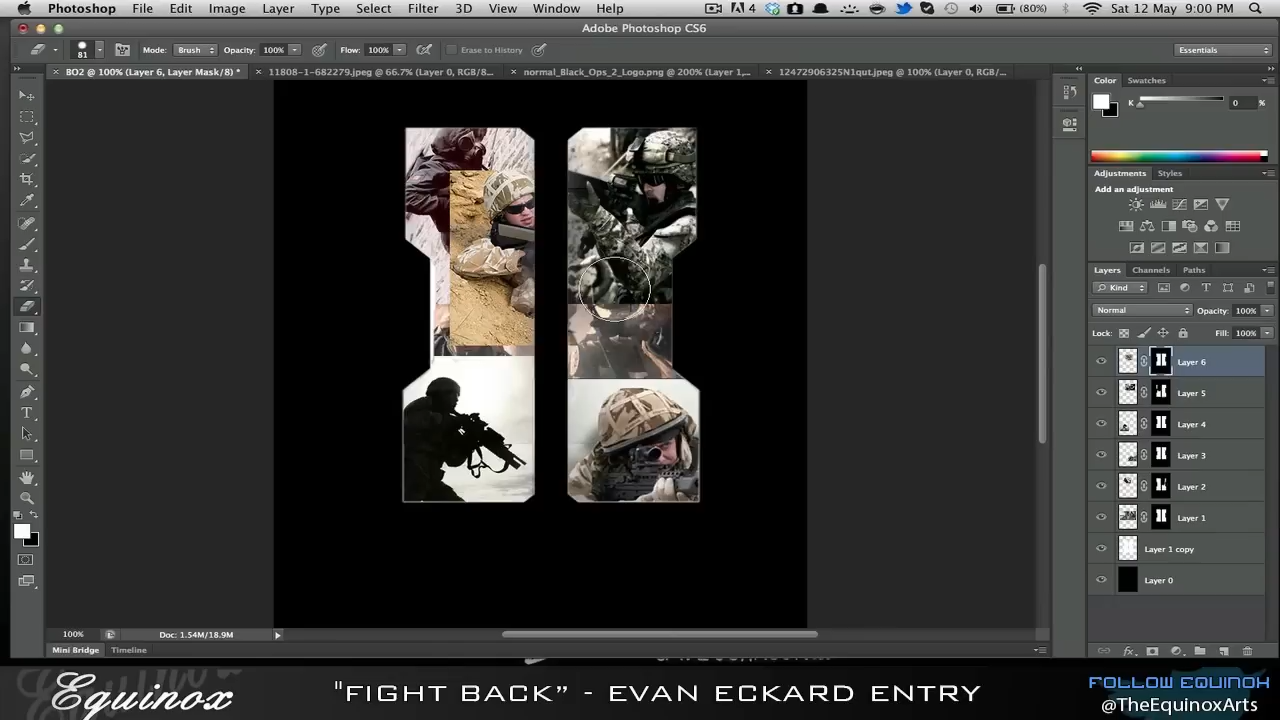 Photoshop File Edit Image Layer Select Filter 3D View Window Help 4 (80%) Sat 12 May 9:00 PM
Adobe Photoshop CS6
81 Mode: Brush Opacity: 100% Flow: 100% Erase to History Essentials
BO2 @ 100% (Layer 6, Layer Mask/8) * 11808-1-682279.jpeg @ 66.7% (Layer 0, RGB/8... normal_Black_Ops_2_Logo.png @ 200% (Layer 1,... 12472906325N1qut.jpeg @ 100% (Layer 0, RGB/...
Color Swatches
K 0 %
Adjustments Styles
Add an adjustment
Layers Channels Paths
Kind
Normal Opacity: 100%
Lock: Fill: 100%
Layer 6
Layer 5
Layer 4
Layer 3
Layer 2
Layer 1
Layer 1 copy
Layer 0
100% Doc: 1.54M/18.9M
Mini Bridge Timeline
Equinox "FIGHT BACK" - EVAN ECKARD ENTRY
FOLLOW EQUINOX
@TheEquinoxArts